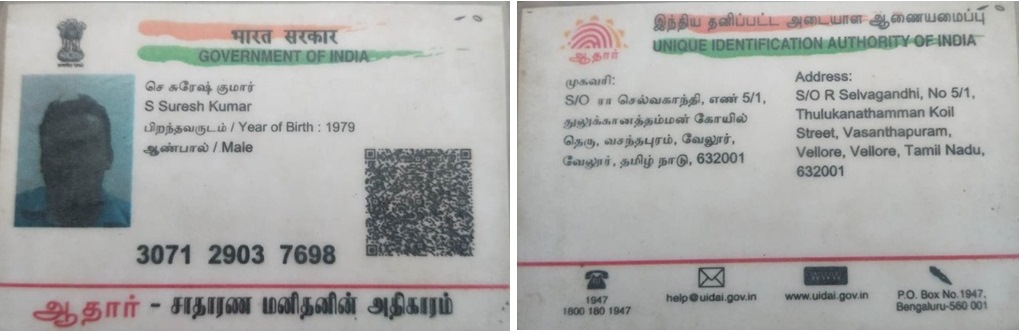 भारत सरकार
GOVERNMENT OF INDIA
செ சுரேஷ் குமார்
S Suresh Kumar
பிறந்தவருடம் / Year of Birth : 1979
ஆண்பால் / Male
3071 2903 7698
ஆதார் - சாதாரண மனிதனின் அதிகாரம்
இந்திய தனிப்பட்ட அடையாள ஆணையமைப்பு
UNIQUE IDENTIFICATION AUTHORITY OF INDIA
ஆதார்
முகவரி:
S/O ரா செல்வகாந்தி, எண் 5/1,
துலுக்கானத்தம்மன் கோயில்
தெரு, வசந்தபுரம், வேலூர்,
வேலூர், தமிழ் நாடு, 632001
Address:
S/O R Selvagandhi, No 5/1,
Thulukanathamman Koil
Street, Vasanthapuram,
Vellore, Vellore, Tamil Nadu,
632001
1947
1800 180 1947
help@uidai.gov.in
www.uidai.gov.in
P.O. Box No.1947,
Bengaluru-560 001